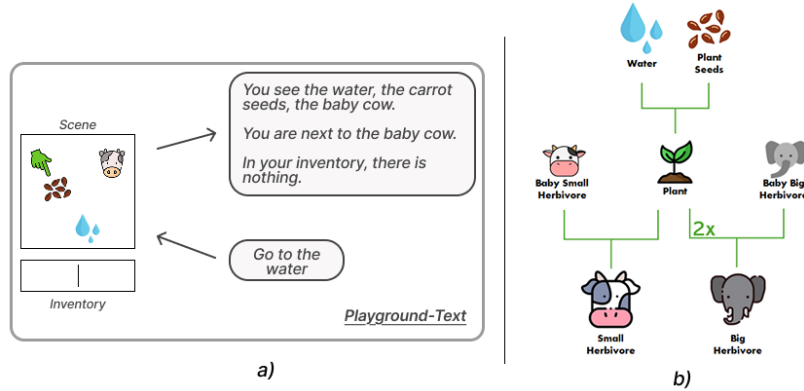 Scene
You see the water, the carrot
seeds, the baby cow.
You are next to the baby cow.
In your inventory, there is
nothing.
Go to the
water
Inventory
Playground-Text
a)
Water
Plant
Seeds
Baby Small
Herbivore
Plant
Baby Big
Herbivore
2x
Small
Herbivore
Big
Herbivore
b)